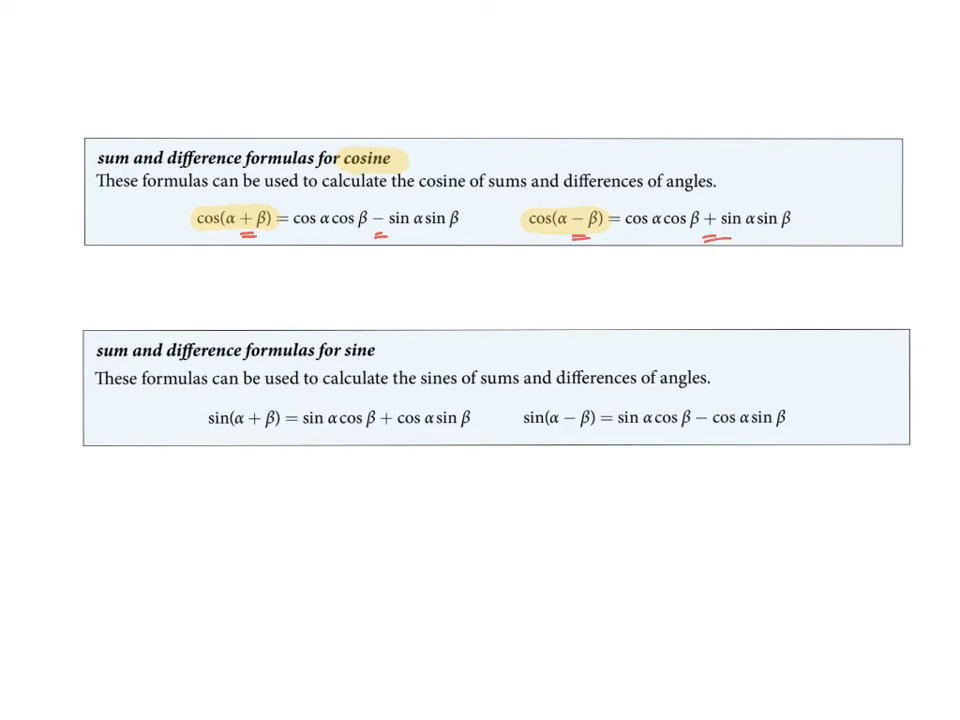 sum and difference formulas for cosine
These formulas can be used to calculate the cosine of sums and differences of angles.
cos(α + β) = cos α cos β − sin α sin β cos(α − β) = cos α cos β + sin α sin β
sum and difference formulas for sine
These formulas can be used to calculate the sines of sums and differences of angles.
sin(α + β) = sin α cos β + cos α sin β sin(α − β) = sin α cos β − cos α sin β